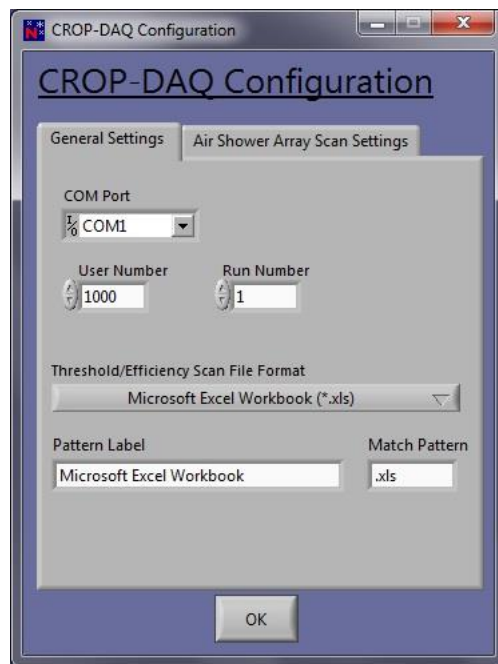 CROP-DAQ Configuration
CROP-DAQ Configuration
General Settings Air Shower Array Scan Settings
COM Port
I/0 COM1
User Number Run Number
1000 1
Threshold/Efficiency Scan File Format
Microsoft Excel Workbook (*.xls)
Pattern Label Match Pattern
Microsoft Excel Workbook .xls
OK